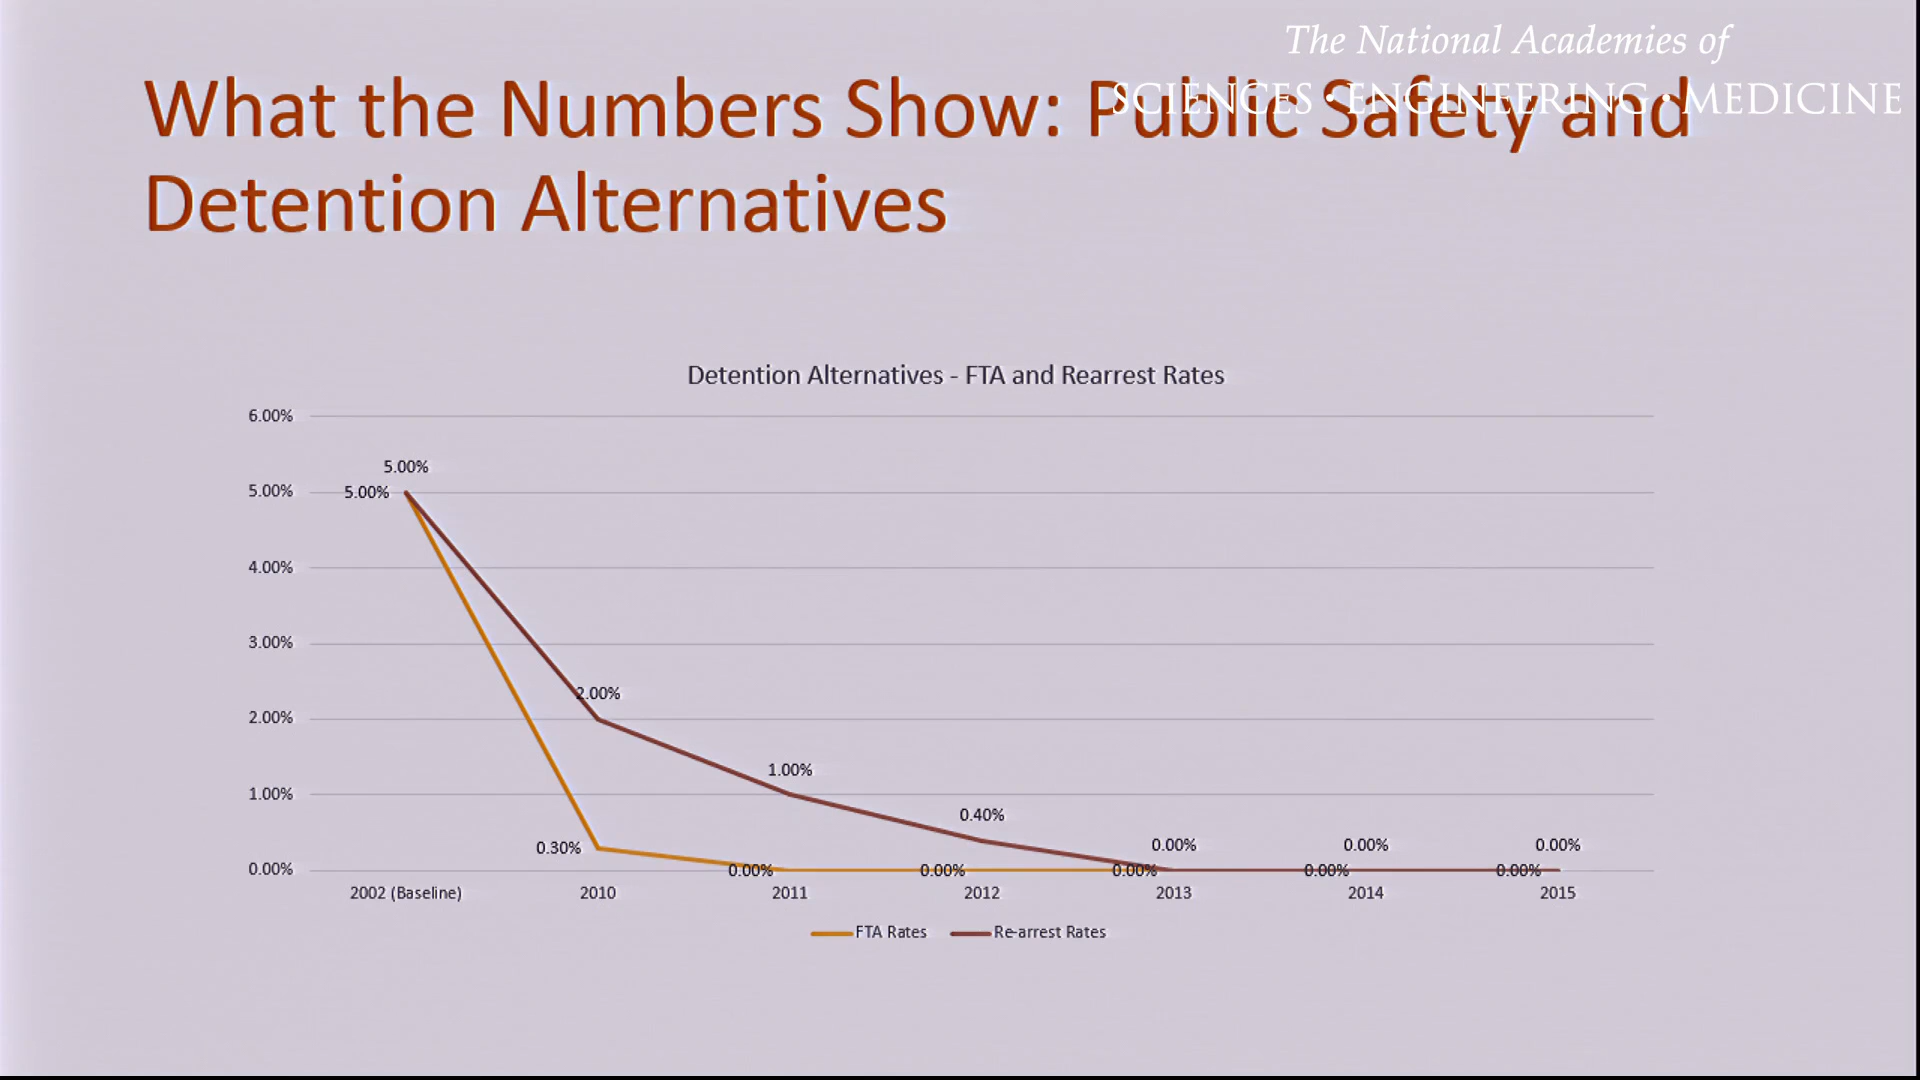 The National Academies of
SCIENCES • ENGINEERING • MEDICINE
What the Numbers Show: Public Safety and
Detention Alternatives
Detention Alternatives - FTA and Rearrest Rates
6.00%
5.00%
5.00%
5.00%
4.00%
3.00%
2.00%
2.00%
1.00%
1.00%
0.40%
0.30%
0.00% 0.00% 0.00%
0.00% 0.00% 0.00% 0.00% 0.00% 0.00%
2002 (Baseline) 2010 2011 2012 2013 2014 2015
FTA Rates Re-arrest Rates